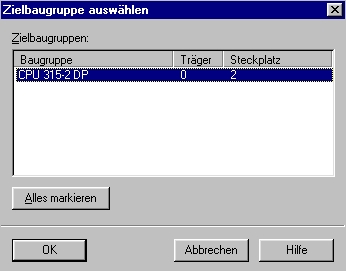 Zielbaugruppe auswählen
Zielbaugruppen:
Baugruppe Träger Steckplatz
CPU 315-2 DP 0 2
Alles markieren
OK Abbrechen Hilfe